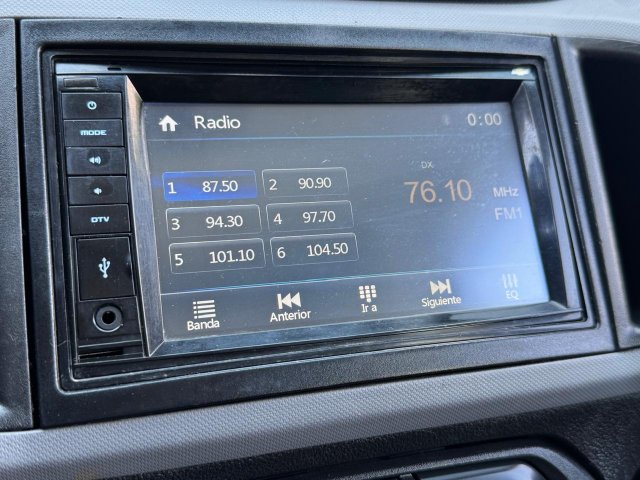 Radio
0:00
MODE
DTV
1 87.50
2 90.90
3 94.30
4 97.70
5 101.10
6 104.50
DX
76.10 MHz
FM1
Banda
Anterior
Ir a
Siguiente
EQ